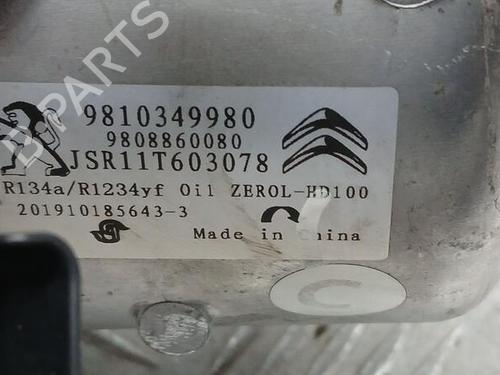 9810349980
9808860080
JSR11T603078
R134a/R1234yf Oil ZEROL-HD100
201910185643-3
Made in China
C
B PARTS